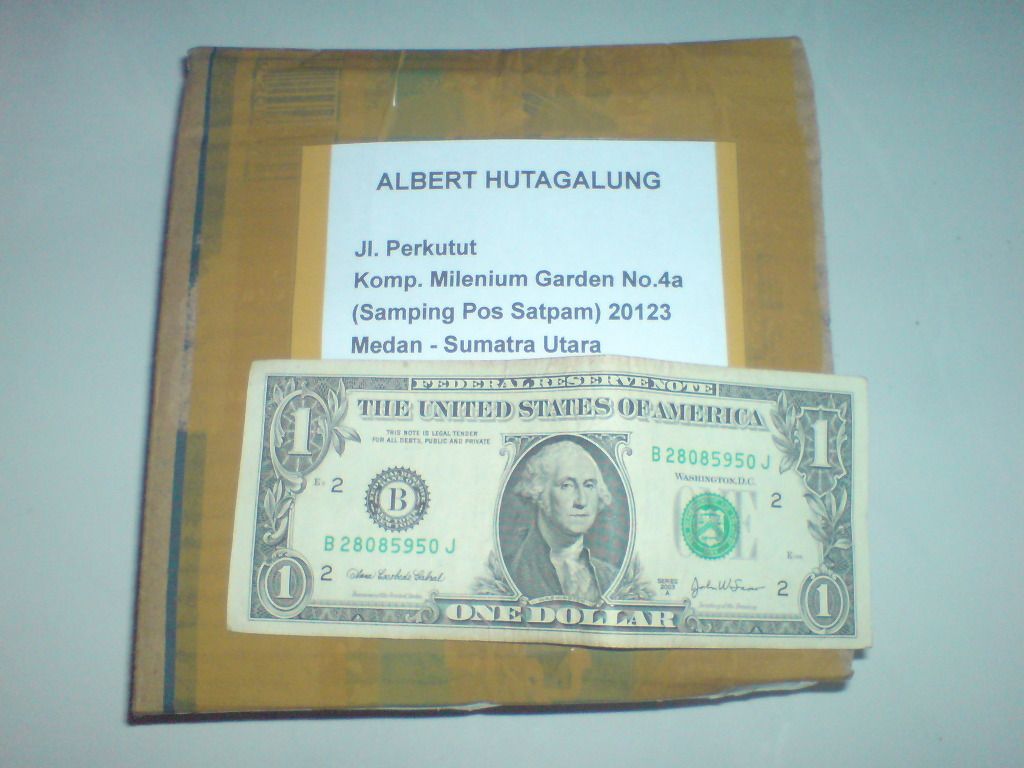 ALBERT HUTAGALUNG
Jl. Perkutut
Komp. Milenium Garden No.4a
(Samping Pos Satpam) 20123
Medan - Sumatra Utara
FEDERAL RESERVE NOTE
THE UNITED STATES OF AMERICA
1
1
THIS NOTE IS LEGAL TENDER
FOR ALL DEBTS, PUBLIC AND PRIVATE
B 28085950 J
WASHINGTON, D.C.
2
B
ONE
2
B 28085950 J
2
SERIES
2003
A
2
1
ONE DOLLAR
1